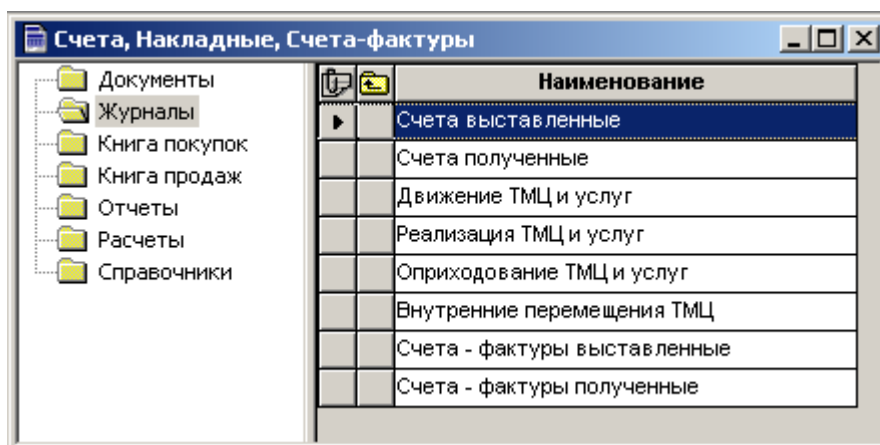 Счета, Накладные, Счета-фактуры
Документы
Журналы
Книга покупок
Книга продаж
Отчеты
Расчеты
Справочники
Наименование
Счета выставленные
Счета полученные
Движение ТМЦ и услуг
Реализация ТМЦ и услуг
Оприходование ТМЦ и услуг
Внутренние перемещения ТМЦ
Счета - фактуры выставленные
Счета - фактуры полученные